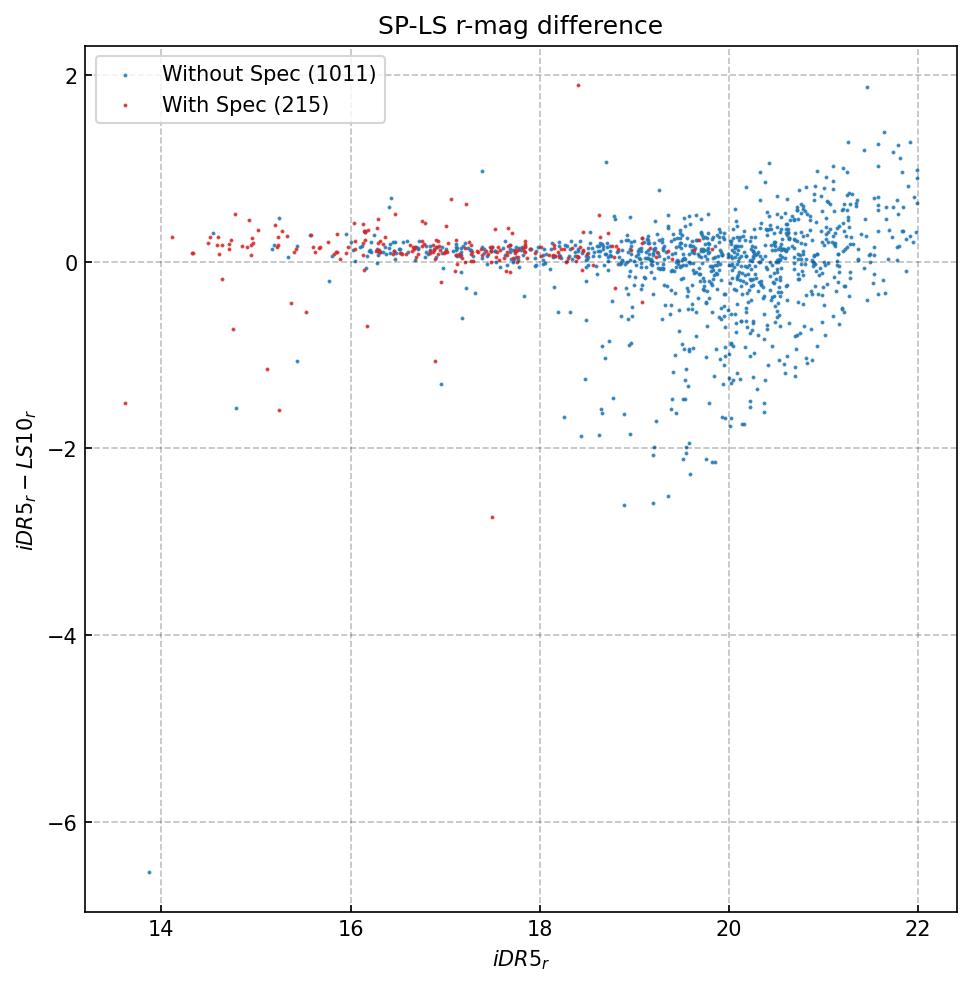 SP-LS r-mag difference
Without Spec (1011)
With Spec (215)
2
0
−2
−4
−6
iDR5r − LS10r
14 16 18 20 22
iDR5r